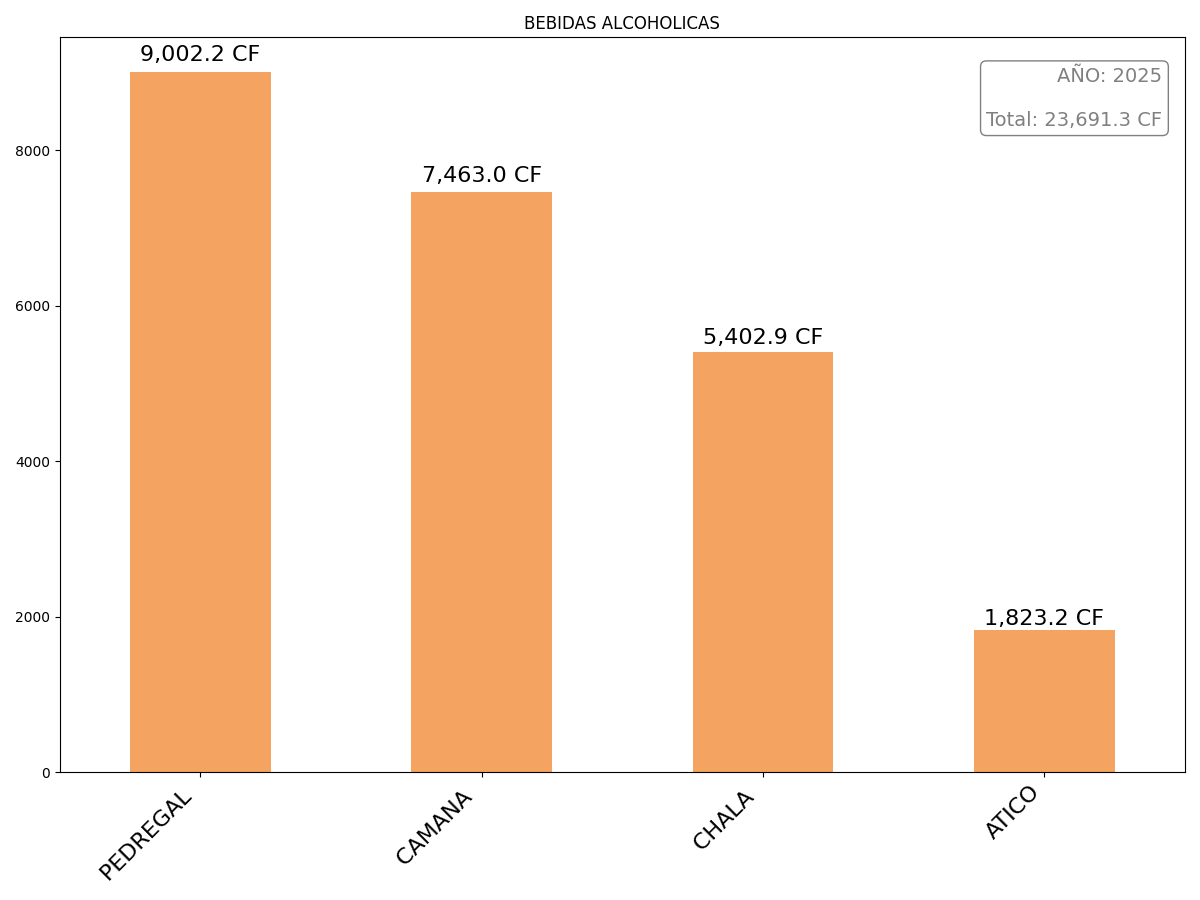 BEBIDAS ALCOHOLICAS
9,002.2 CF
AÑO: 2025
Total: 23,691.3 CF
7,463.0 CF
5,402.9 CF
1,823.2 CF
8000
6000
4000
2000
0
PEDREGAL
CAMANA
CHALA
ATICO